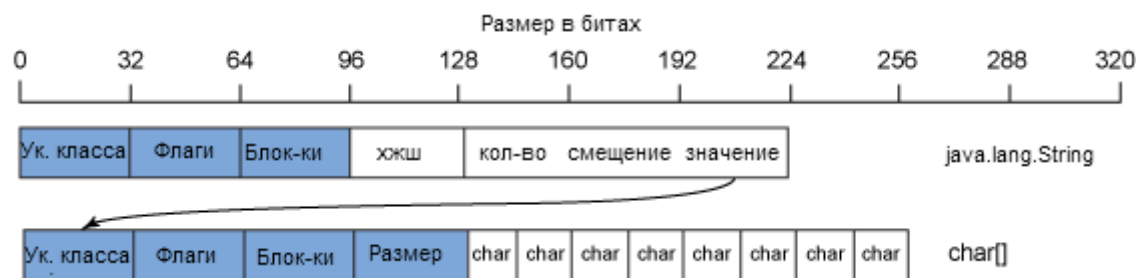 Размер в битах
0 32 64 96 128 160 192 224 256 288 320
Ук. класса Флаги Блок-ки хжш кол-во смещение значение java.lang.String
Ук. класса Флаги Блок-ки Размер char char char char char char char char char[]